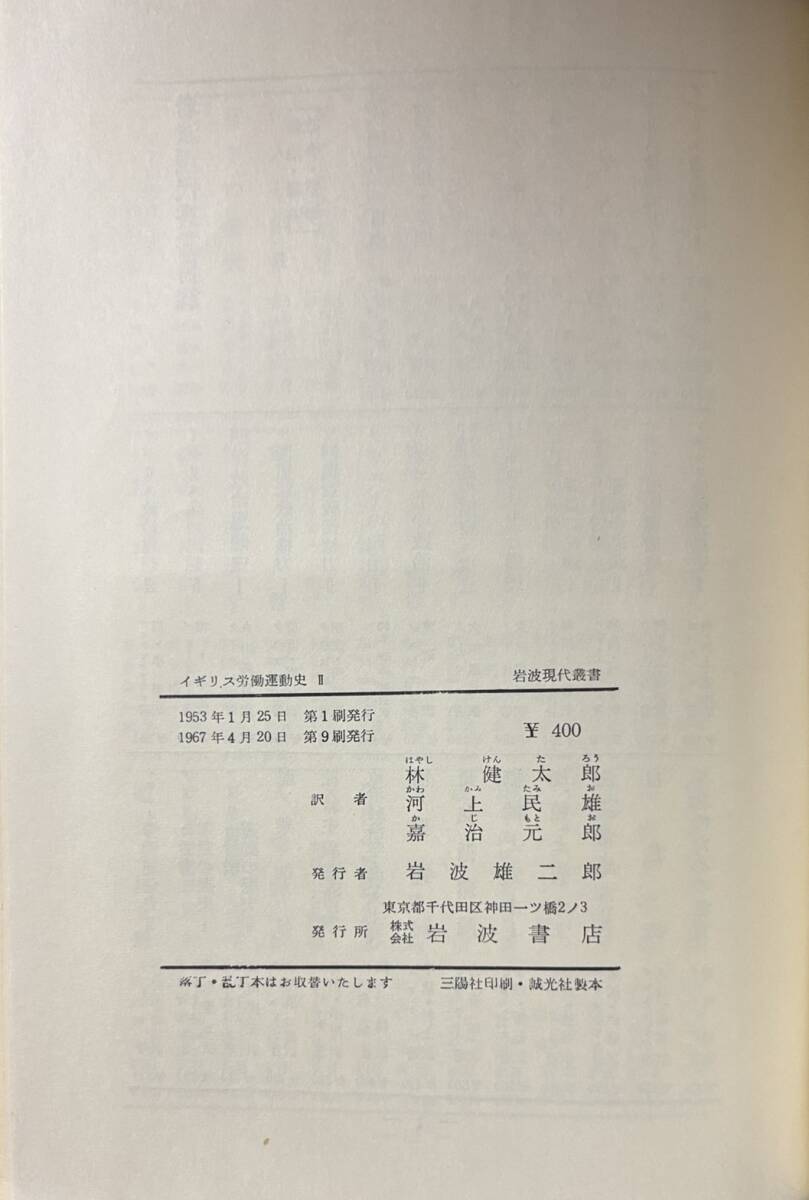 イギリス労働運動史 Ⅱ 岩波現代叢書
1953年1月25日 第1刷発行
1967年4月20日 第9刷発行
¥ 400
はやし けん た ろう
林 健 太 郎
訳 者
かわ かみ たみ お
河 上 民 雄
か じ もと お
嘉 治 元 郎
発行者 岩 波 雄 二 郎
東京都千代田区神田一ツ橋2ノ3
発行所 株式会社 岩 波 書 店
落丁・乱丁本はお取替いたします 三陽社印刷・誠光社製本